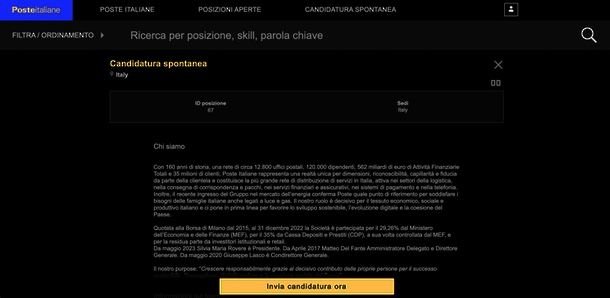 Posteitaliane POSTE ITALIANE POSIZIONI APERTE CANDIDATURA SPONTANEA
FILTRA / ORDINAMENTO Ricerca per posizione, skill, parola chiave
Candidatura spontanea
Italy
ID posizione Sedi
67 Italy
Chi siamo
Con 160 anni di storia, una rete di circa 12.800 uffici postali, 120.000 dipendenti, 562 miliardi di euro di Attività Finanziarie
Totali e 35 milioni di clienti, Poste Italiane rappresenta una realtà unica per dimensioni, riconoscibilità, capillarità e fiducia
da parte della clientela e costituisce la più grande rete di distribuzione di servizi in Italia, attiva nei settori della logistica,
nella consegna di corrispondenza e pacchi, nei servizi finanziari e assicurativi, nei sistemi di pagamento e nella telefonia.
Inoltre, il recente ingresso del Gruppo nel mercato dell'energia conferma Poste quale punto di riferimento per soddisfare i
bisogni delle famiglie italiane anche legati a luce e gas. Il nostro ruolo è decisivo per il tessuto economico, sociale e
produttivo italiano e ci pone in prima linea per favorire lo sviluppo sostenibile, l'evoluzione digitale e la coesione del
Paese.
Quotata alla Borsa di Milano dal 2015, al 31 dicembre 2022 la Società è partecipata per il 29,26% dal Ministero
dell'Economia e delle Finanze (MEF), per il 35% da Cassa Depositi e Prestiti (CDP), a sua volta controllata dal MEF, e
per la residua parte da investitori istituzionali e retail.
Da maggio 2023 Silvia Maria Rovere è Presidente. Da Aprile 2017 Matteo Del Fante Amministratore Delegato e Direttore
Generale. Da maggio 2020 Giuseppe Lasco è Condirettore Generale.
Il nostro purpose: "Crescere responsabilmente grazie al decisivo contributo delle proprie persone per il successo
Invia candidatura ora